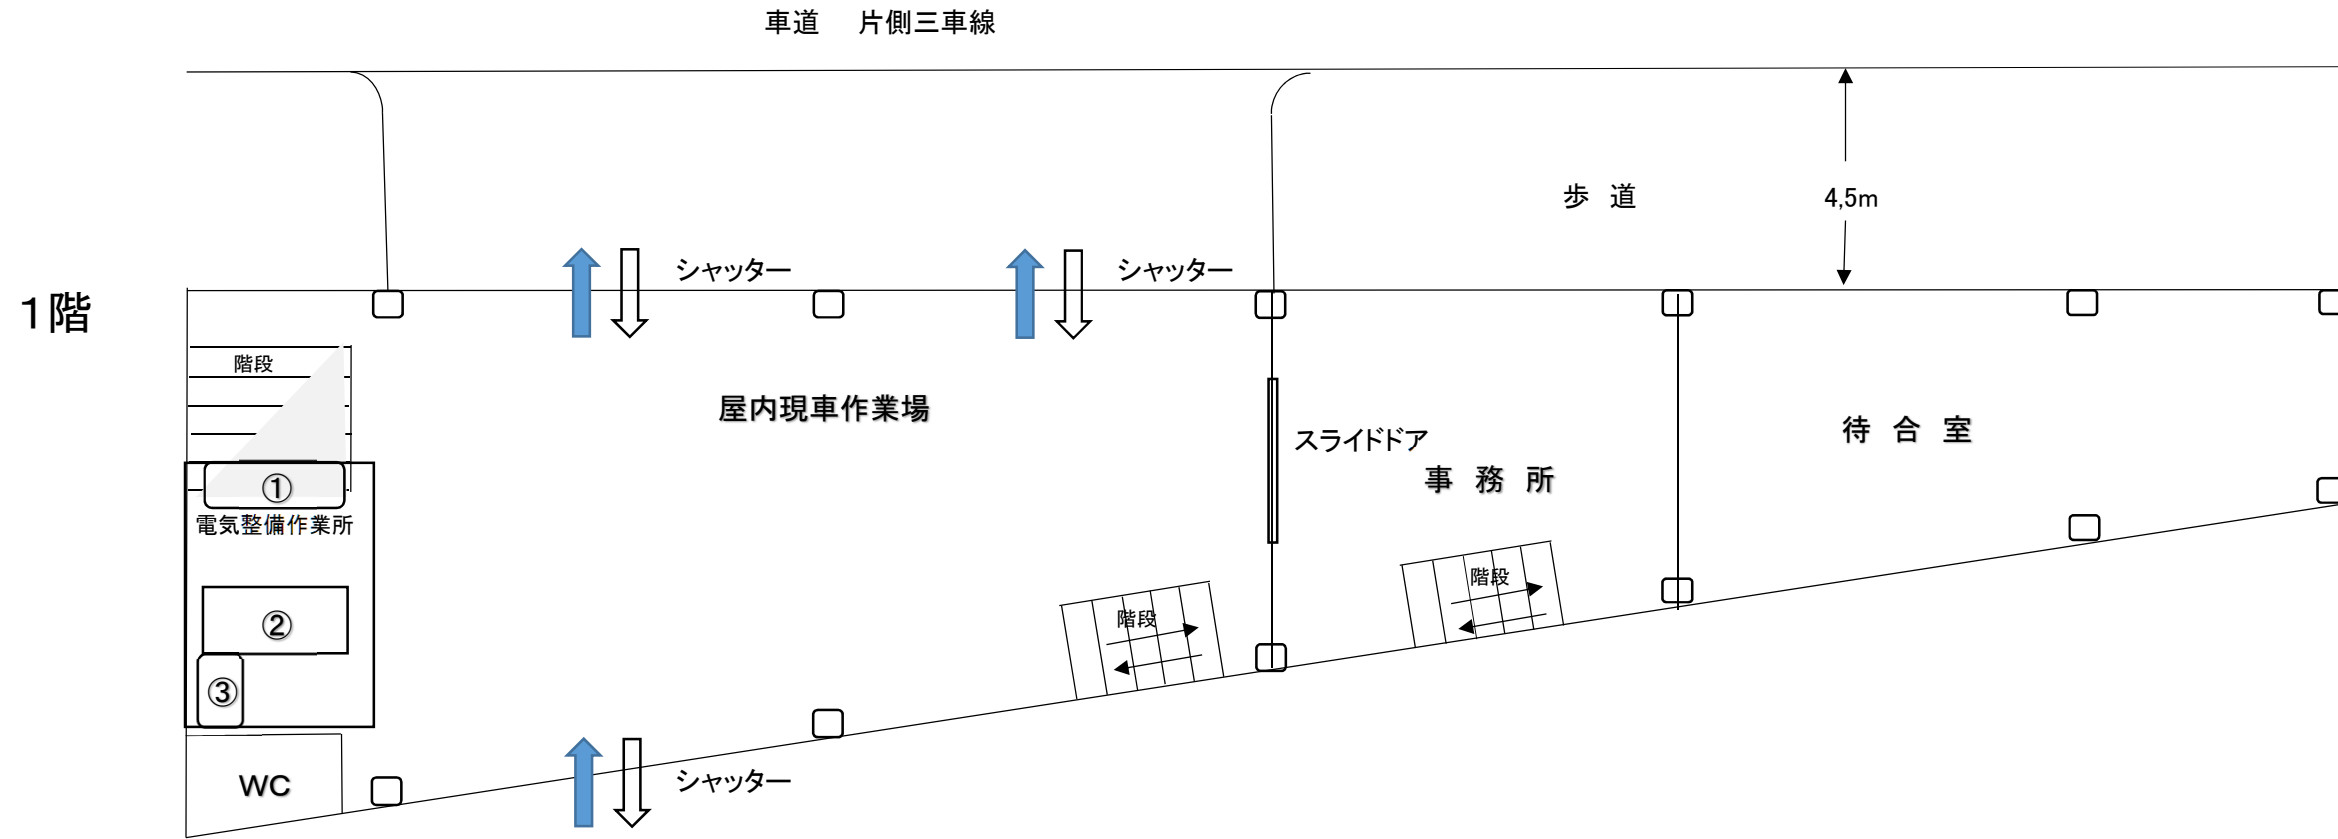 車道　片側三車線
歩　道
4,5m
シャッター
シャッター
1階
階段
屋内現車作業場
スライドドア
待　合　室
事　務　所
①
電気整備作業所
階段
階段
②
③
シャッター
WC